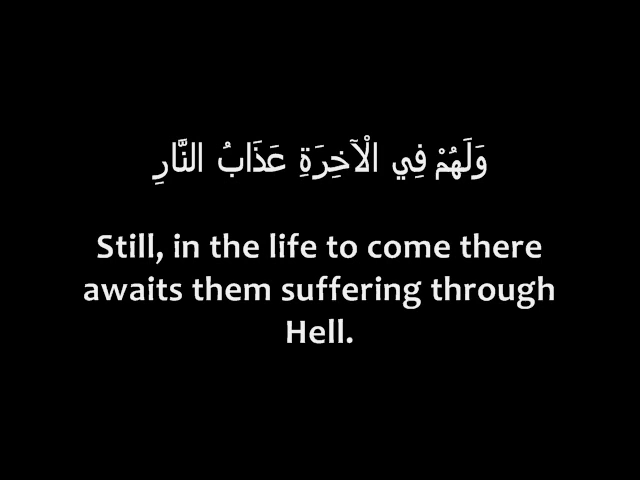 وَلَهُمْ فِي الْآخِرَةِ عَذَابُ النَّارِ
Still, in the life to come there
awaits them suffering through
Hell.